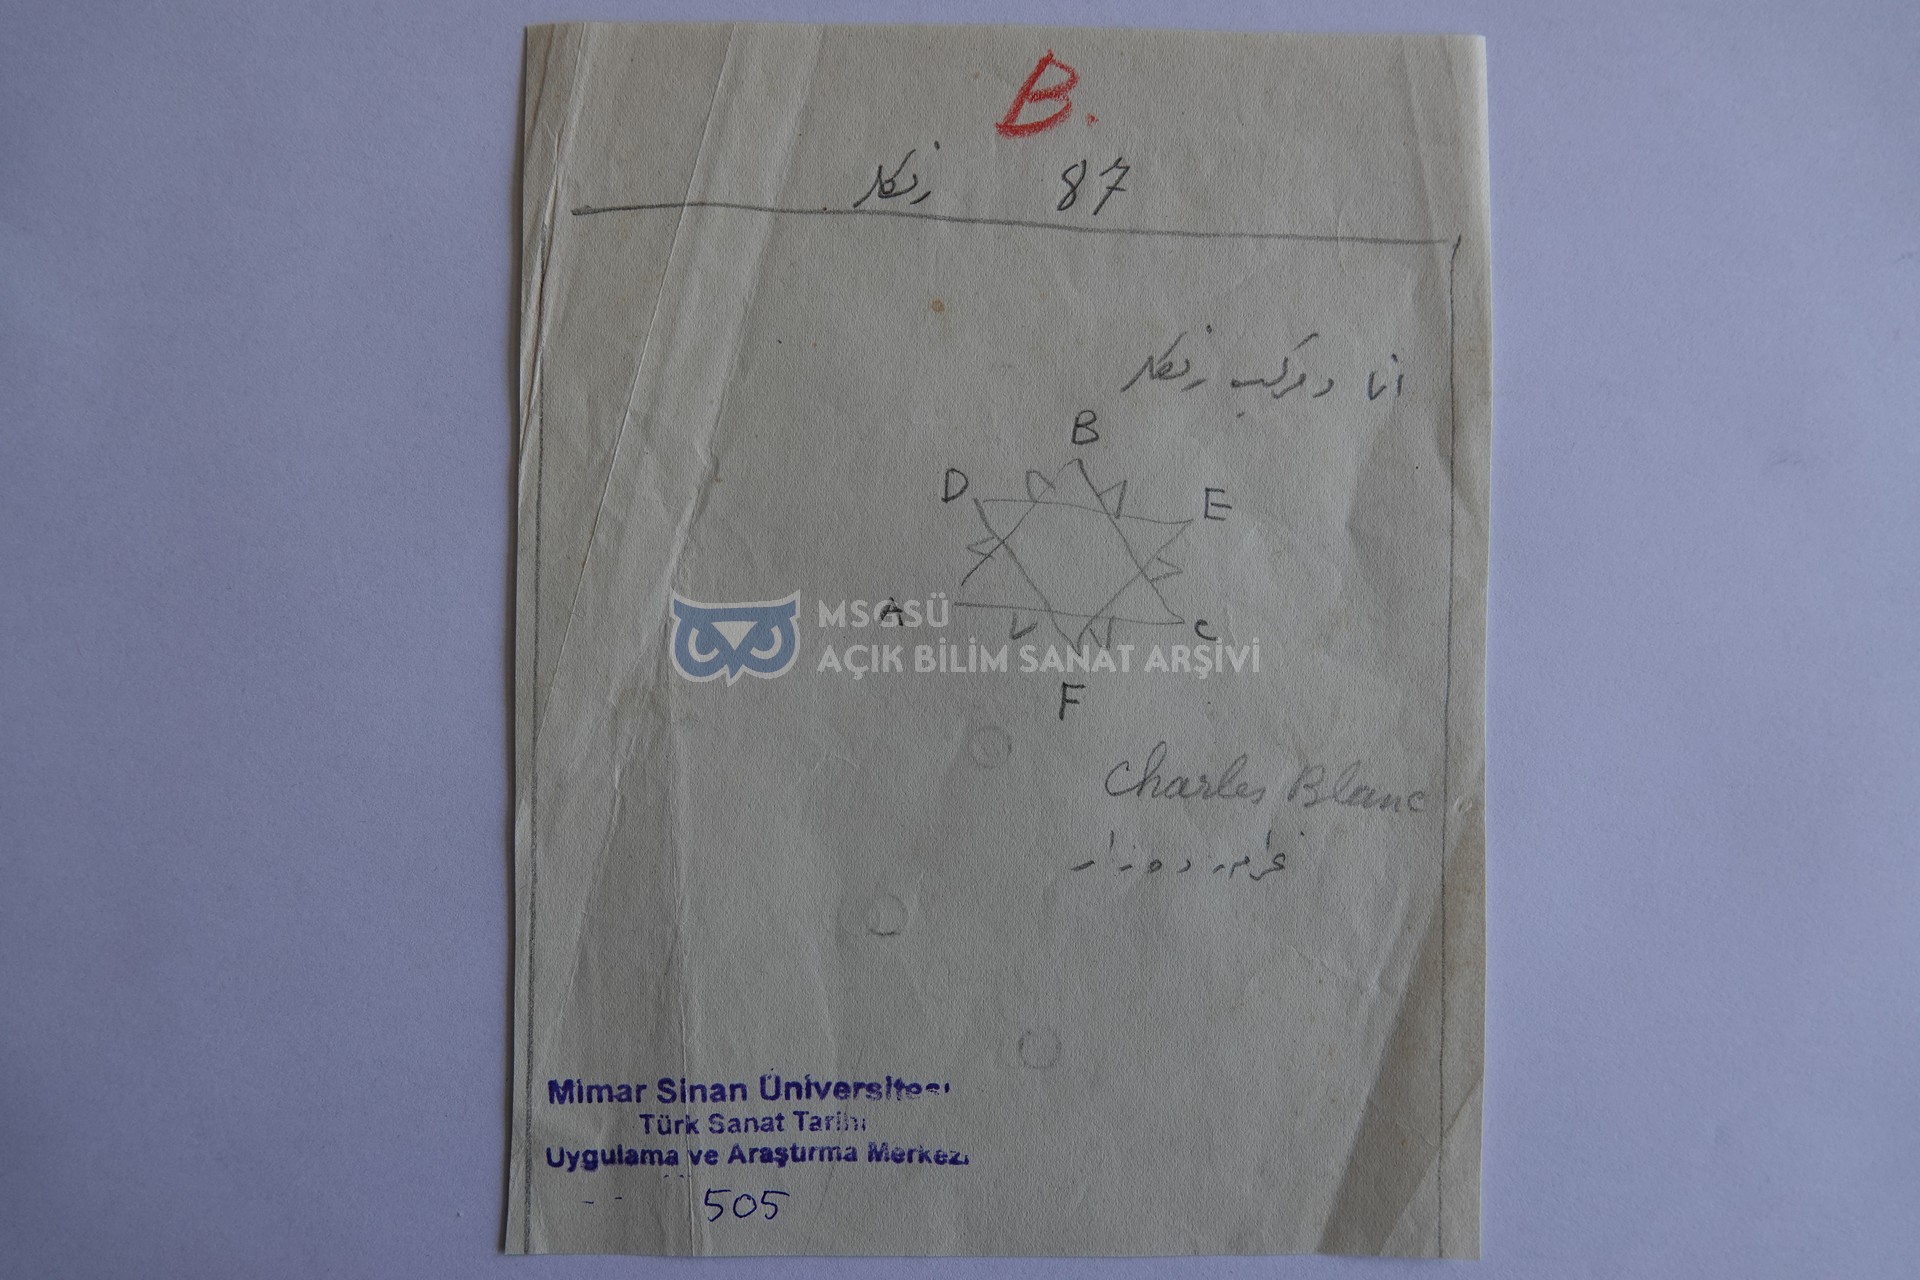 B.
رنكلر 87
انا و مركب رنكلر
B
D
E
A
C
F
MSGSÜ
AÇIK BİLİM SANAT ARŞİVİ
Charles Blanc
Mimar Sinan Üniversitesi
Türk Sanat Tarihi
Uygulama ve Araştırma Merkezi
505